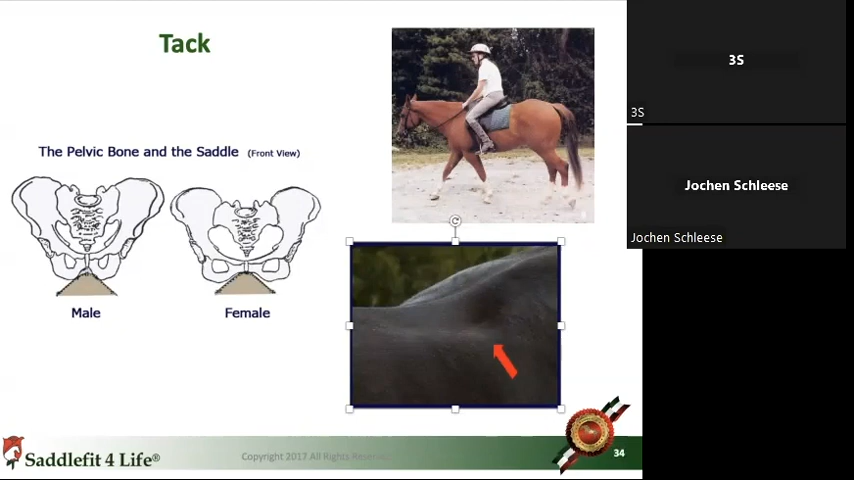 Tack
The Pelvic Bone and the Saddle (Front View)
Male
Female
Saddlefit 4 Life®
Copyright 2017 All Rights
34
3S
3S
Jochen Schleese
Jochen Schleese